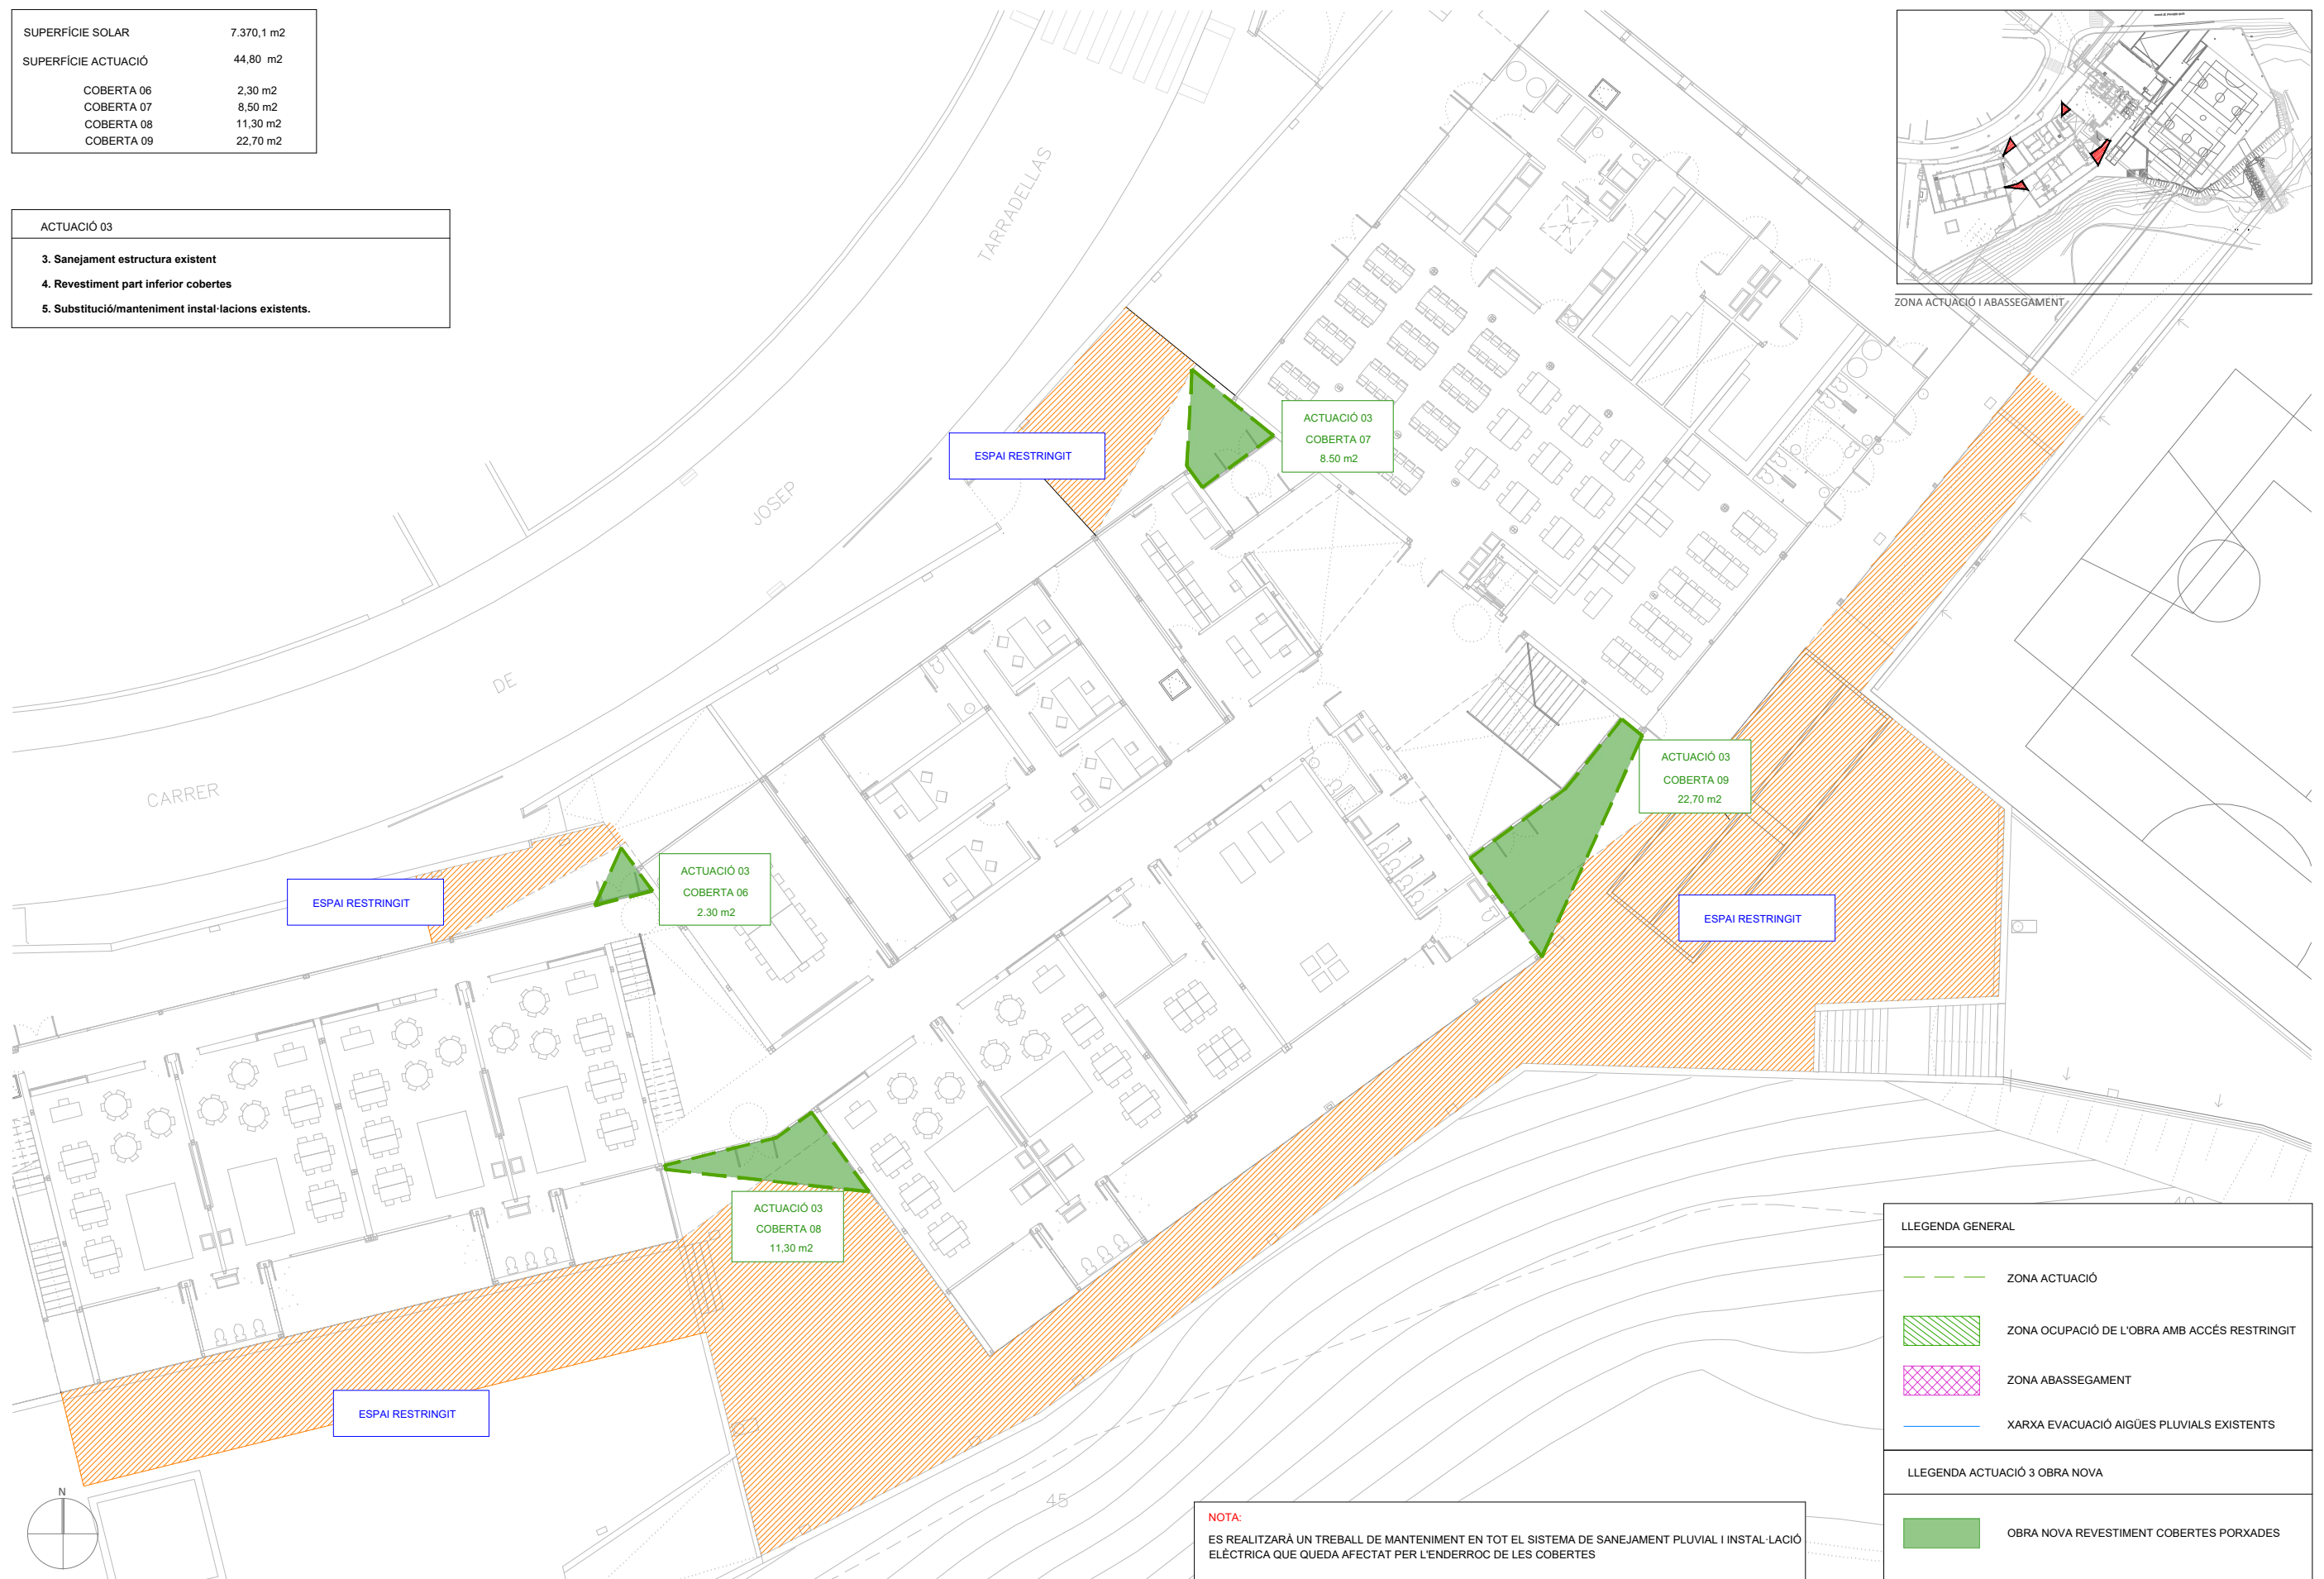 SUPERFÍCIE SOLAR 7.370,1 m2
SUPERFÍCIE ACTUACIÓ 44,80 m2
COBERTA 06 2,30 m2
COBERTA 07 8,50 m2
COBERTA 08 11,30 m2
COBERTA 09 22,70 m2
ACTUACIÓ 03
3. Sanejament estructura existent
4. Revestiment part inferior cobertes
5. Substitució/manteniment instal·lacions existents.
ZONA ACTUACIÓ I ABASSEGAMENT
TARRADELLAS
JOSEP
DE
CARRER
ESPAI RESTRINGIT
ACTUACIÓ 03
COBERTA 07
8.50 m2
ACTUACIÓ 03
COBERTA 09
22,70 m2
ESPAI RESTRINGIT
ACTUACIÓ 03
COBERTA 06
2.30 m2
ESPAI RESTRINGIT
ACTUACIÓ 03
COBERTA 08
11,30 m2
ESPAI RESTRINGIT
N
45
NOTA:
ES REALITZARÀ UN TREBALL DE MANTENIMENT EN TOT EL SISTEMA DE SANEJAMENT PLUVIAL I INSTAL·LACIÓ
ELÈCTRICA QUE QUEDA AFECTAT PER L'ENDERROC DE LES COBERTES
LLEGENDA GENERAL
ZONA ACTUACIÓ
ZONA OCUPACIÓ DE L'OBRA AMB ACCÉS RESTRINGIT
ZONA ABASSEGAMENT
XARXA EVACUACIÓ AIGÜES PLUVIALS EXISTENTS
LLEGENDA ACTUACIÓ 3 OBRA NOVA
OBRA NOVA REVESTIMENT COBERTES PORXADES